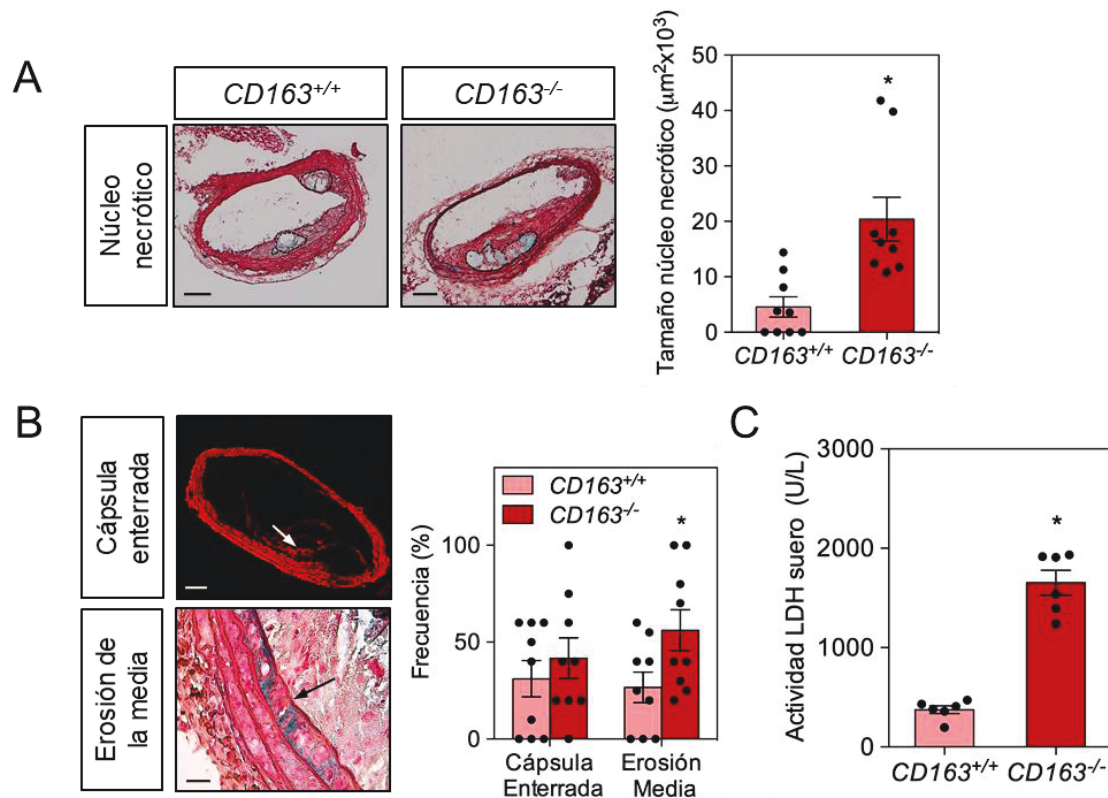 A
CD163+/+
CD163-/-
Núcleo
necrótico
Tamaño núcleo necrótico (µm²x10³)
50
40
30
20
10
0
*
CD163+/+
CD163-/-
B
Cápsula
enterrada
Erosión de
la media
Frecuencia (%)
CD163+/+
CD163-/-
100
50
0
*
Cápsula
Enterrada
Erosión
Media
C
Actividad LDH suero (U/L)
3000
2000
1000
0
*
CD163+/+
CD163-/-